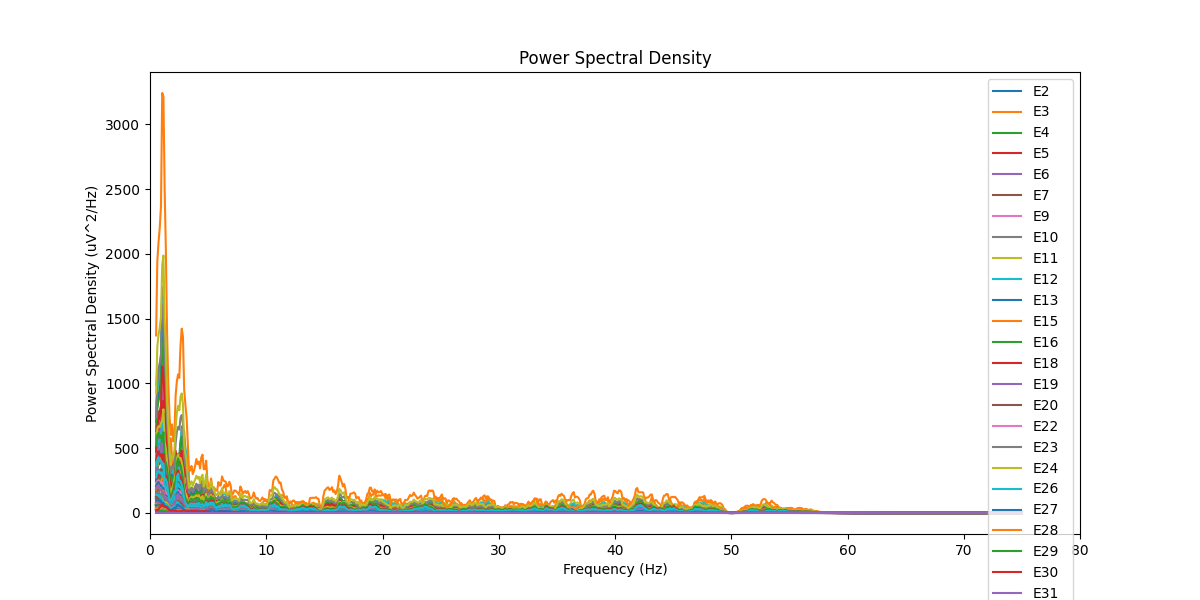 Power Spectral Density
Power Spectral Density (uV^2/Hz)
3000
2500
2000
1500
1000
500
0
0 10 20 30 40 50 60 70 80
Frequency (Hz)
E2
E3
E4
E5
E6
E7
E9
E10
E11
E12
E13
E15
E16
E18
E19
E20
E22
E23
E24
E26
E27
E28
E29
E30
E31